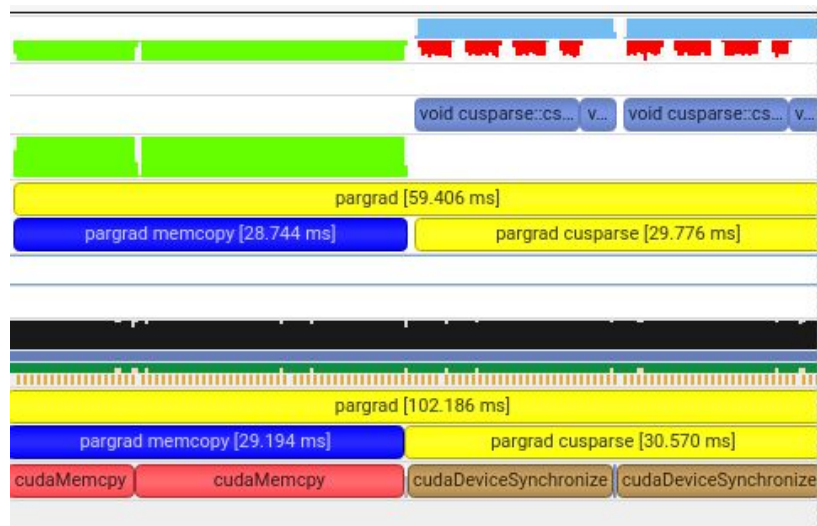 void cusparse::cs... v... void cusparse::cs... v...
pargrad [59.406 ms]
pargrad memcopy [28.744 ms] pargrad cusparse [29.776 ms]
pargrad [102.186 ms]
pargrad memcopy [29.194 ms] pargrad cusparse [30.570 ms]
cudaMemcpy cudaMemcpy cudaDeviceSynchronize cudaDeviceSynchronize